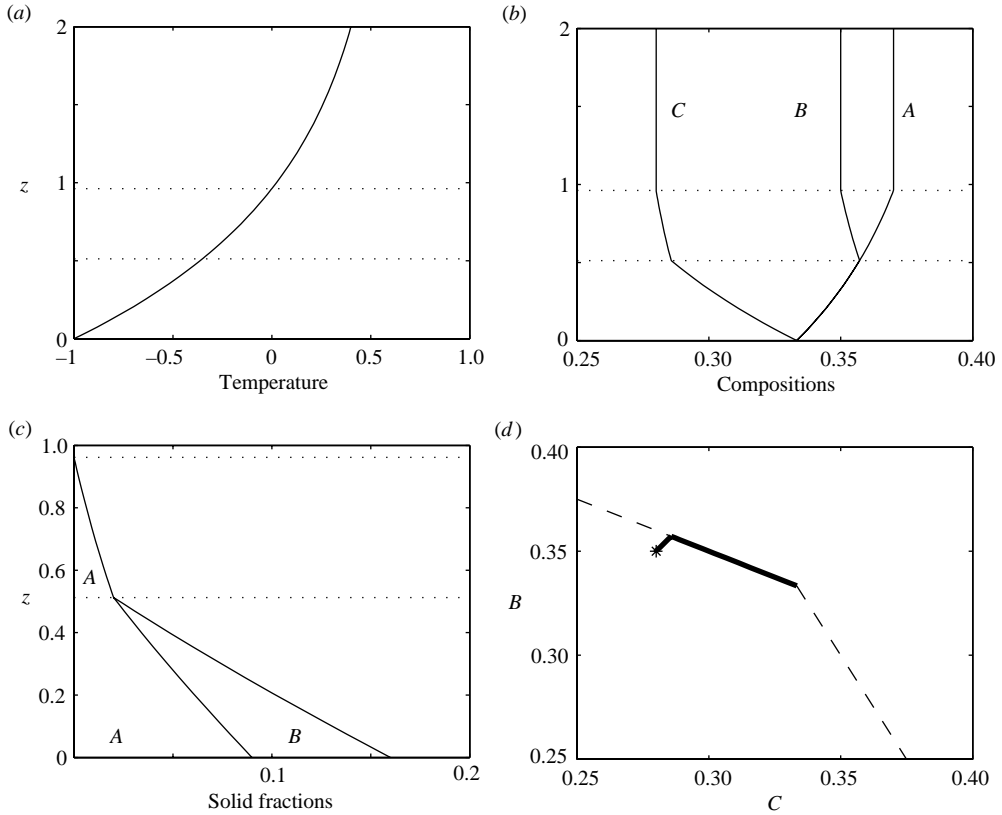 (a)
2
1
z
0
–1 –0.5 0 0.5 1.0
Temperature
(b)
2
C B A
1
0
0.25 0.30 0.35 0.40
Compositions
(c)
1.0
0.8
0.6
A
z
0.4
0.2
A B
0
0.1 0.2
Solid fractions
(d)
0.40
0.35
*
B
0.30
0.25
0.25 0.30 0.35 0.40
C